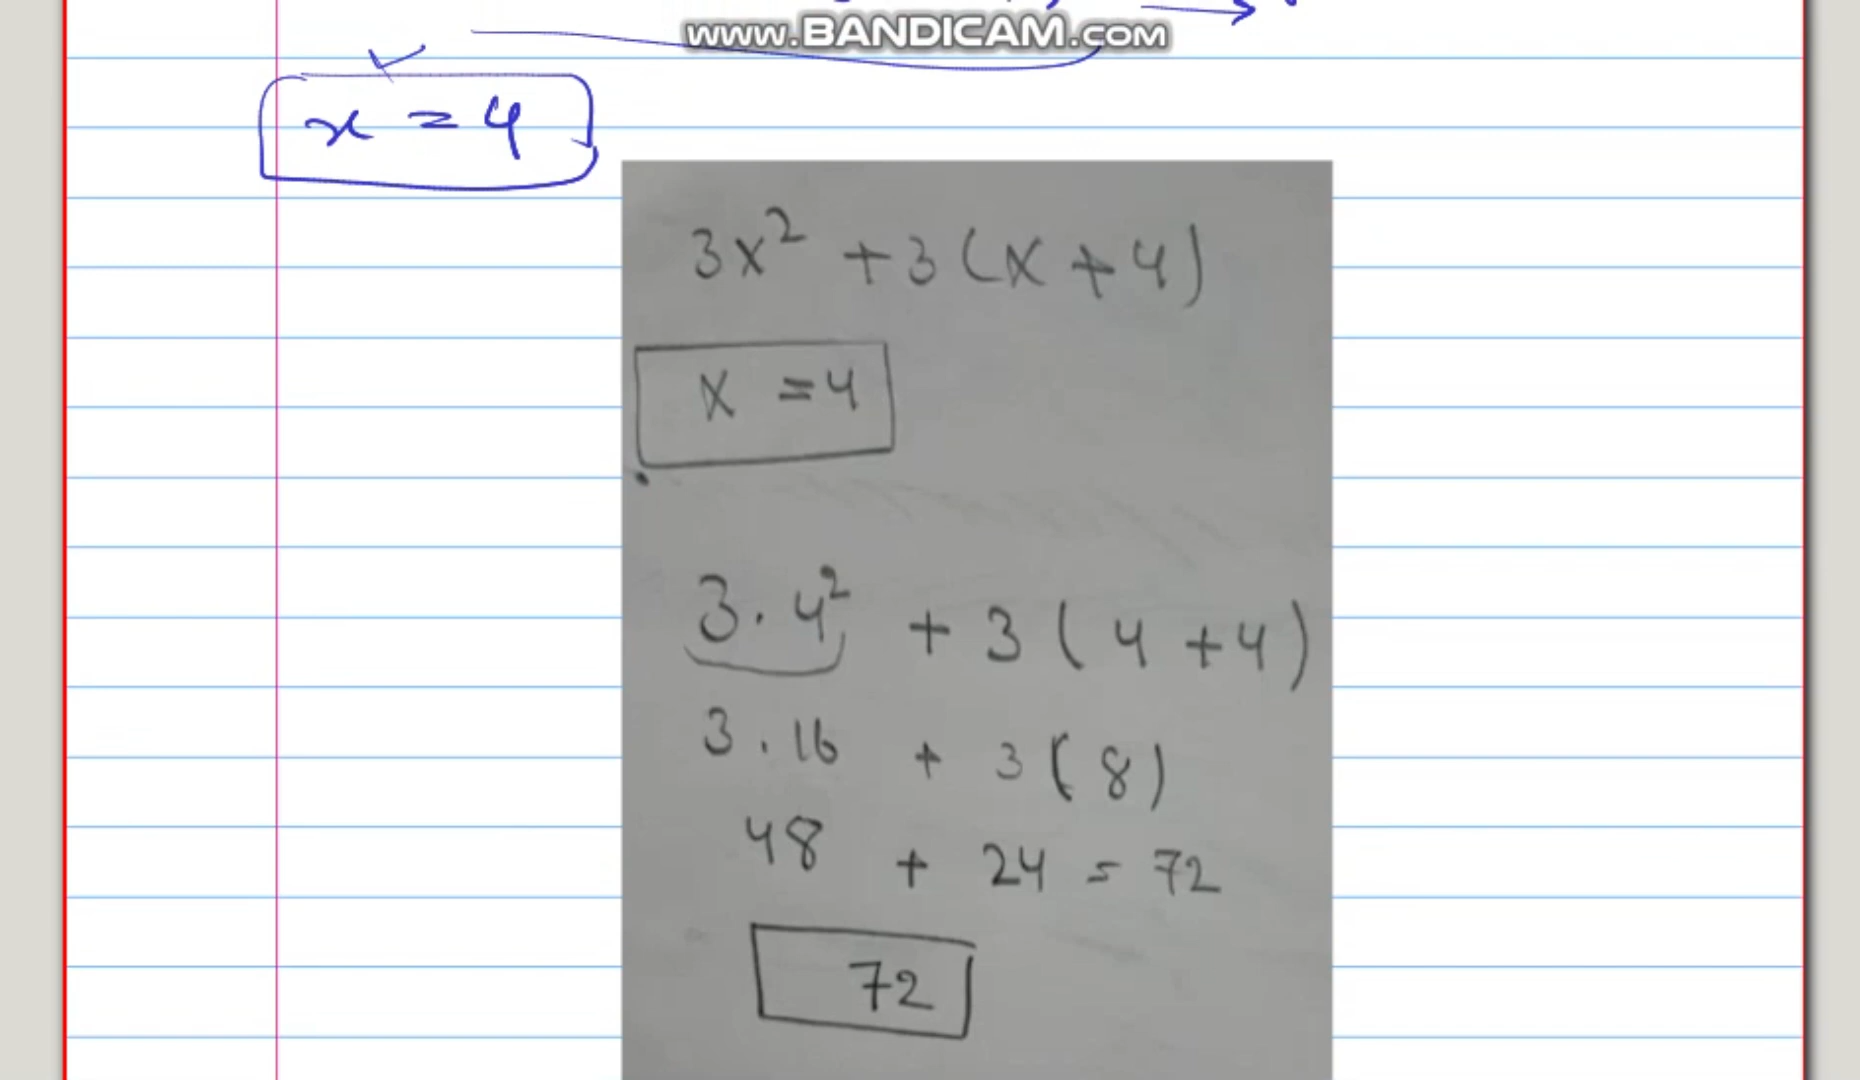 www.BANDICAM.com
x = 4
3x² + 3(x + 4)
x = 4
3 · 4² + 3(4 + 4)
3 · 16 + 3(8)
48 + 24 = 72
72